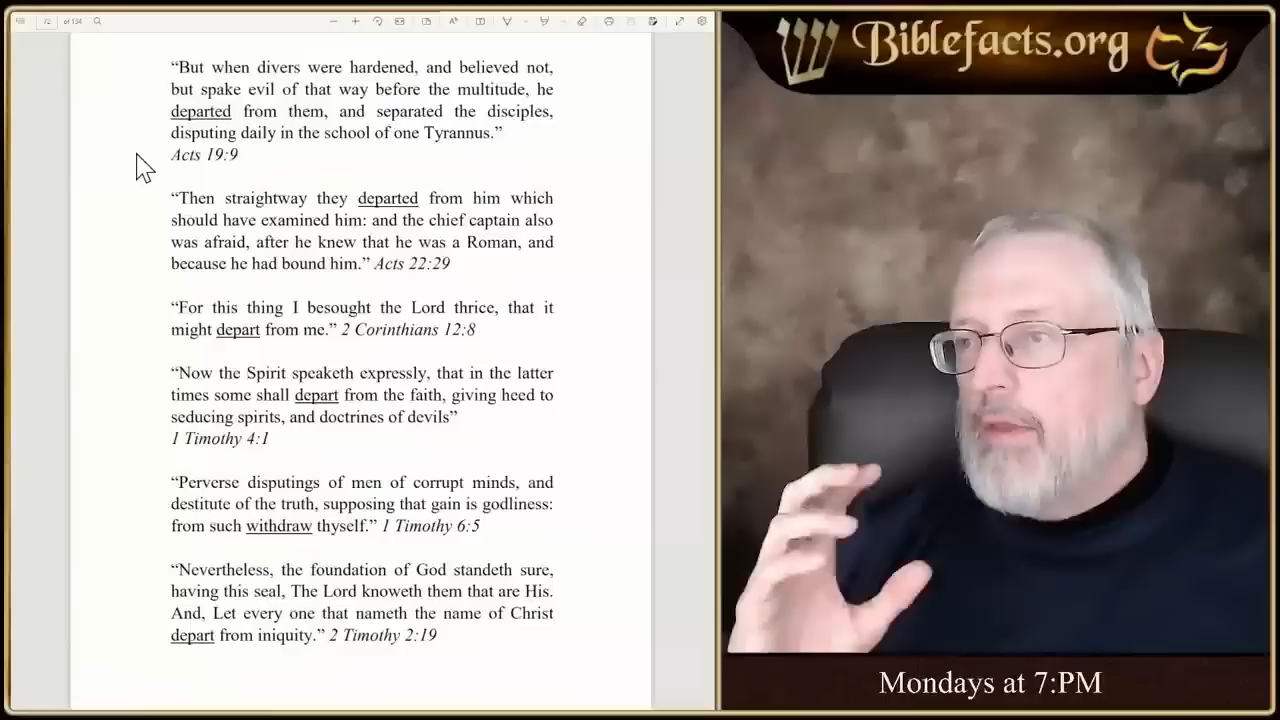 72 of 134
“But when divers were hardened, and believed not,
but spake evil of that way before the multitude, he
departed from them, and separated the disciples,
disputing daily in the school of one Tyrannus.”
Acts 19:9
“Then straightway they departed from him which
should have examined him: and the chief captain also
was afraid, after he knew that he was a Roman, and
because he had bound him.” Acts 22:29
“For this thing I besought the Lord thrice, that it
might depart from me.” 2 Corinthians 12:8
“Now the Spirit speaketh expressly, that in the latter
times some shall depart from the faith, giving heed to
seducing spirits, and doctrines of devils”
1 Timothy 4:1
“Perverse disputings of men of corrupt minds, and
destitute of the truth, supposing that gain is godliness:
from such withdraw thyself.” 1 Timothy 6:5
“Nevertheless, the foundation of God standeth sure,
having this seal, The Lord knoweth them that are His.
And, Let every one that nameth the name of Christ
depart from iniquity.” 2 Timothy 2:19
ש Biblefacts.org
Mondays at 7:PM